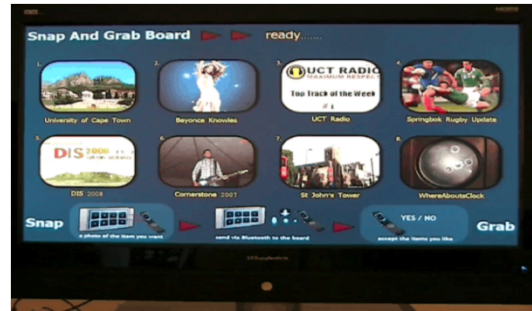 Snap And Grab Board ready......
1. 2. 3. 4.
UCT RADIO
MAXIMUM RESPECT
Top Track of the Week
# 1
University of Cape Town Beyonce Knowles UCT Radio Springbok Rugby Update
5. 6. 7. 8.
DIS 2008
DIS 2008 Cornerstone 2007 St John's Tower WhereAboutsClock
Snap YES / NO Grab
a photo of the item you want send via Bluetooth to the board accept the items you like